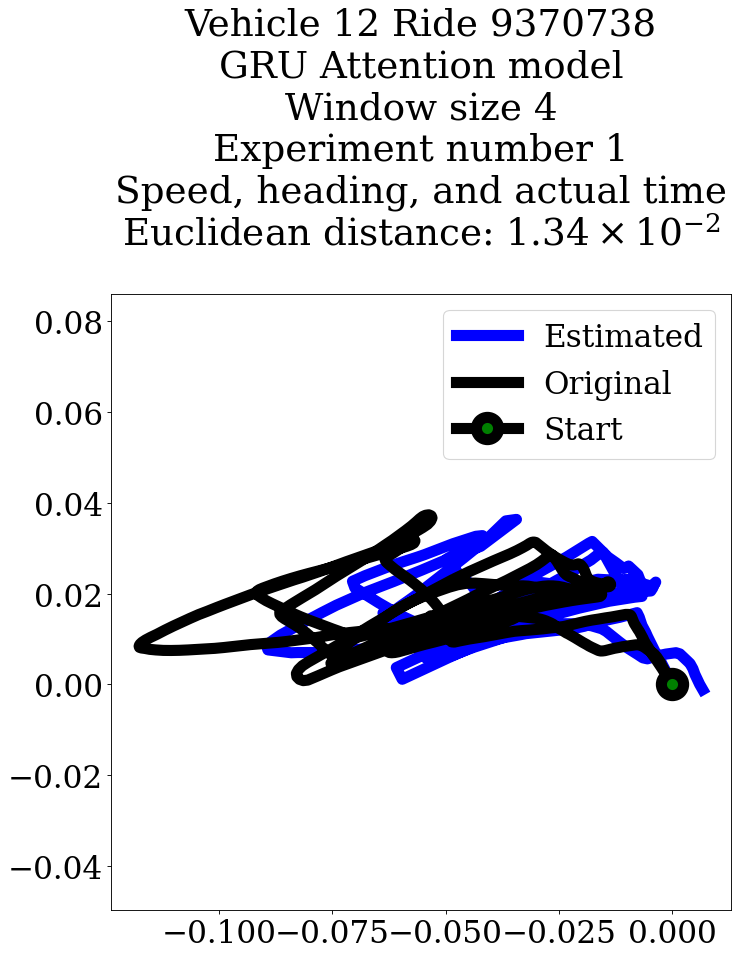 Vehicle 12 Ride 9370738
GRU Attention model
Window size 4
Experiment number 1
Speed, heading, and actual time
Euclidean distance: 1.34 × 10⁻²
Estimated
Original
Start
0.08
0.06
0.04
0.02
0.00
−0.02
−0.04
−0.100 −0.075 −0.050 −0.025 0.000